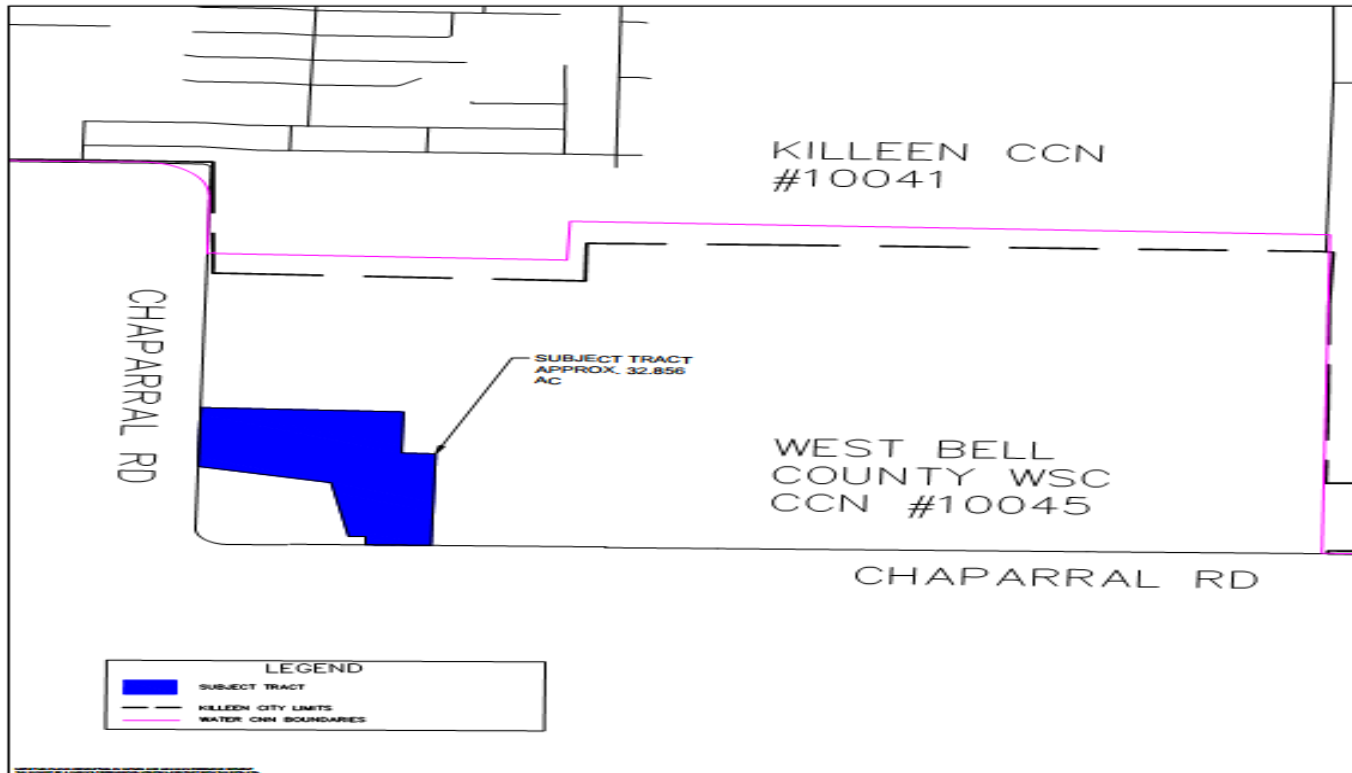 KILLEEN CCN
#10041
CHAPARRAL RD
SUBJECT TRACT
APPROX. 32.856
AC
WEST BELL
COUNTY WSC
CCN #10045
CHAPARRAL RD
LEGEND
SUBJECT TRACT
KILLEEN CITY LIMITS
WATER CNN BOUNDARIES